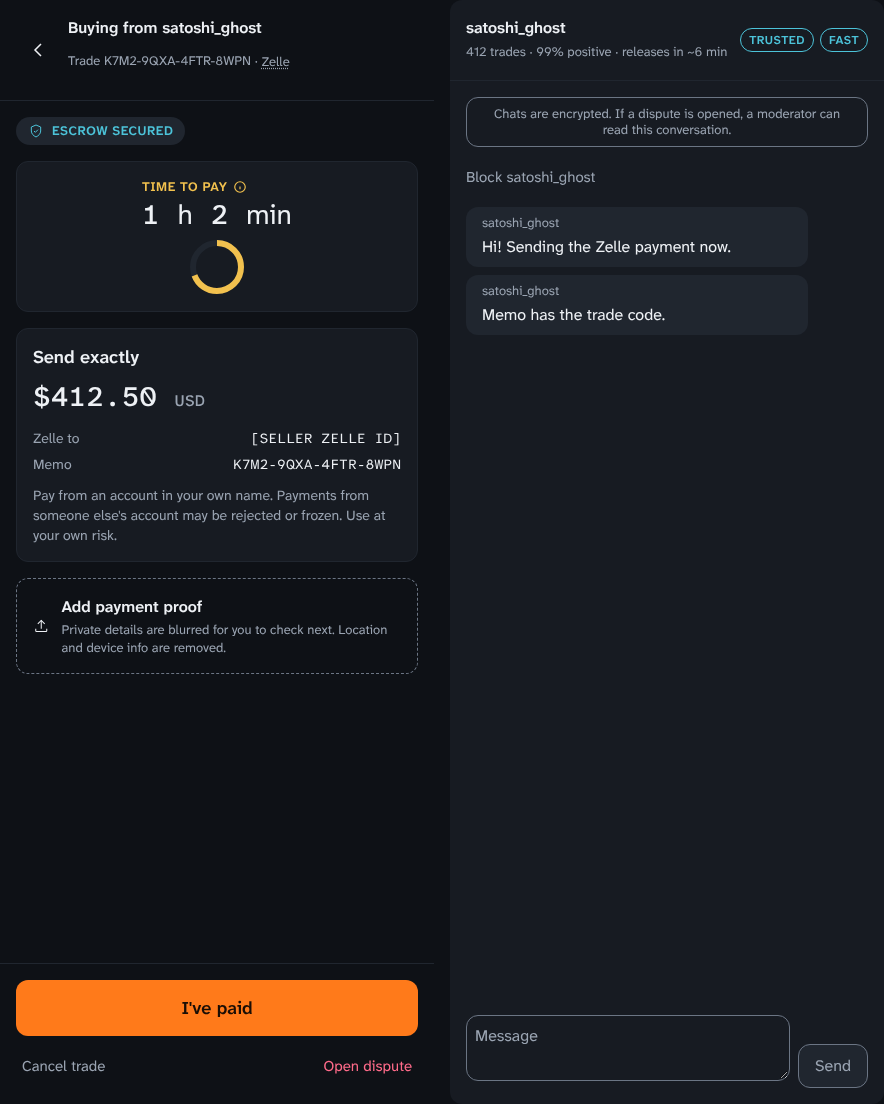 Buying from satoshi_ghost
Trade K7M2-9QXA-4FTR-8WPN · Zelle
ESCROW SECURED
TIME TO PAY
1 h 2 min
Send exactly
$412.50 USD
Zelle to [SELLER ZELLE ID]
Memo K7M2-9QXA-4FTR-8WPN
Pay from an account in your own name. Payments from
someone else's account may be rejected or frozen. Use at
your own risk.
Add payment proof
Private details are blurred for you to check next. Location
and device info are removed.
I've paid
Cancel trade Open dispute
satoshi_ghost
412 trades · 99% positive · releases in ~6 min
TRUSTED FAST
Chats are encrypted. If a dispute is opened, a moderator can
read this conversation.
Block satoshi_ghost
satoshi_ghost
Hi! Sending the Zelle payment now.
satoshi_ghost
Memo has the trade code.
Message
Send